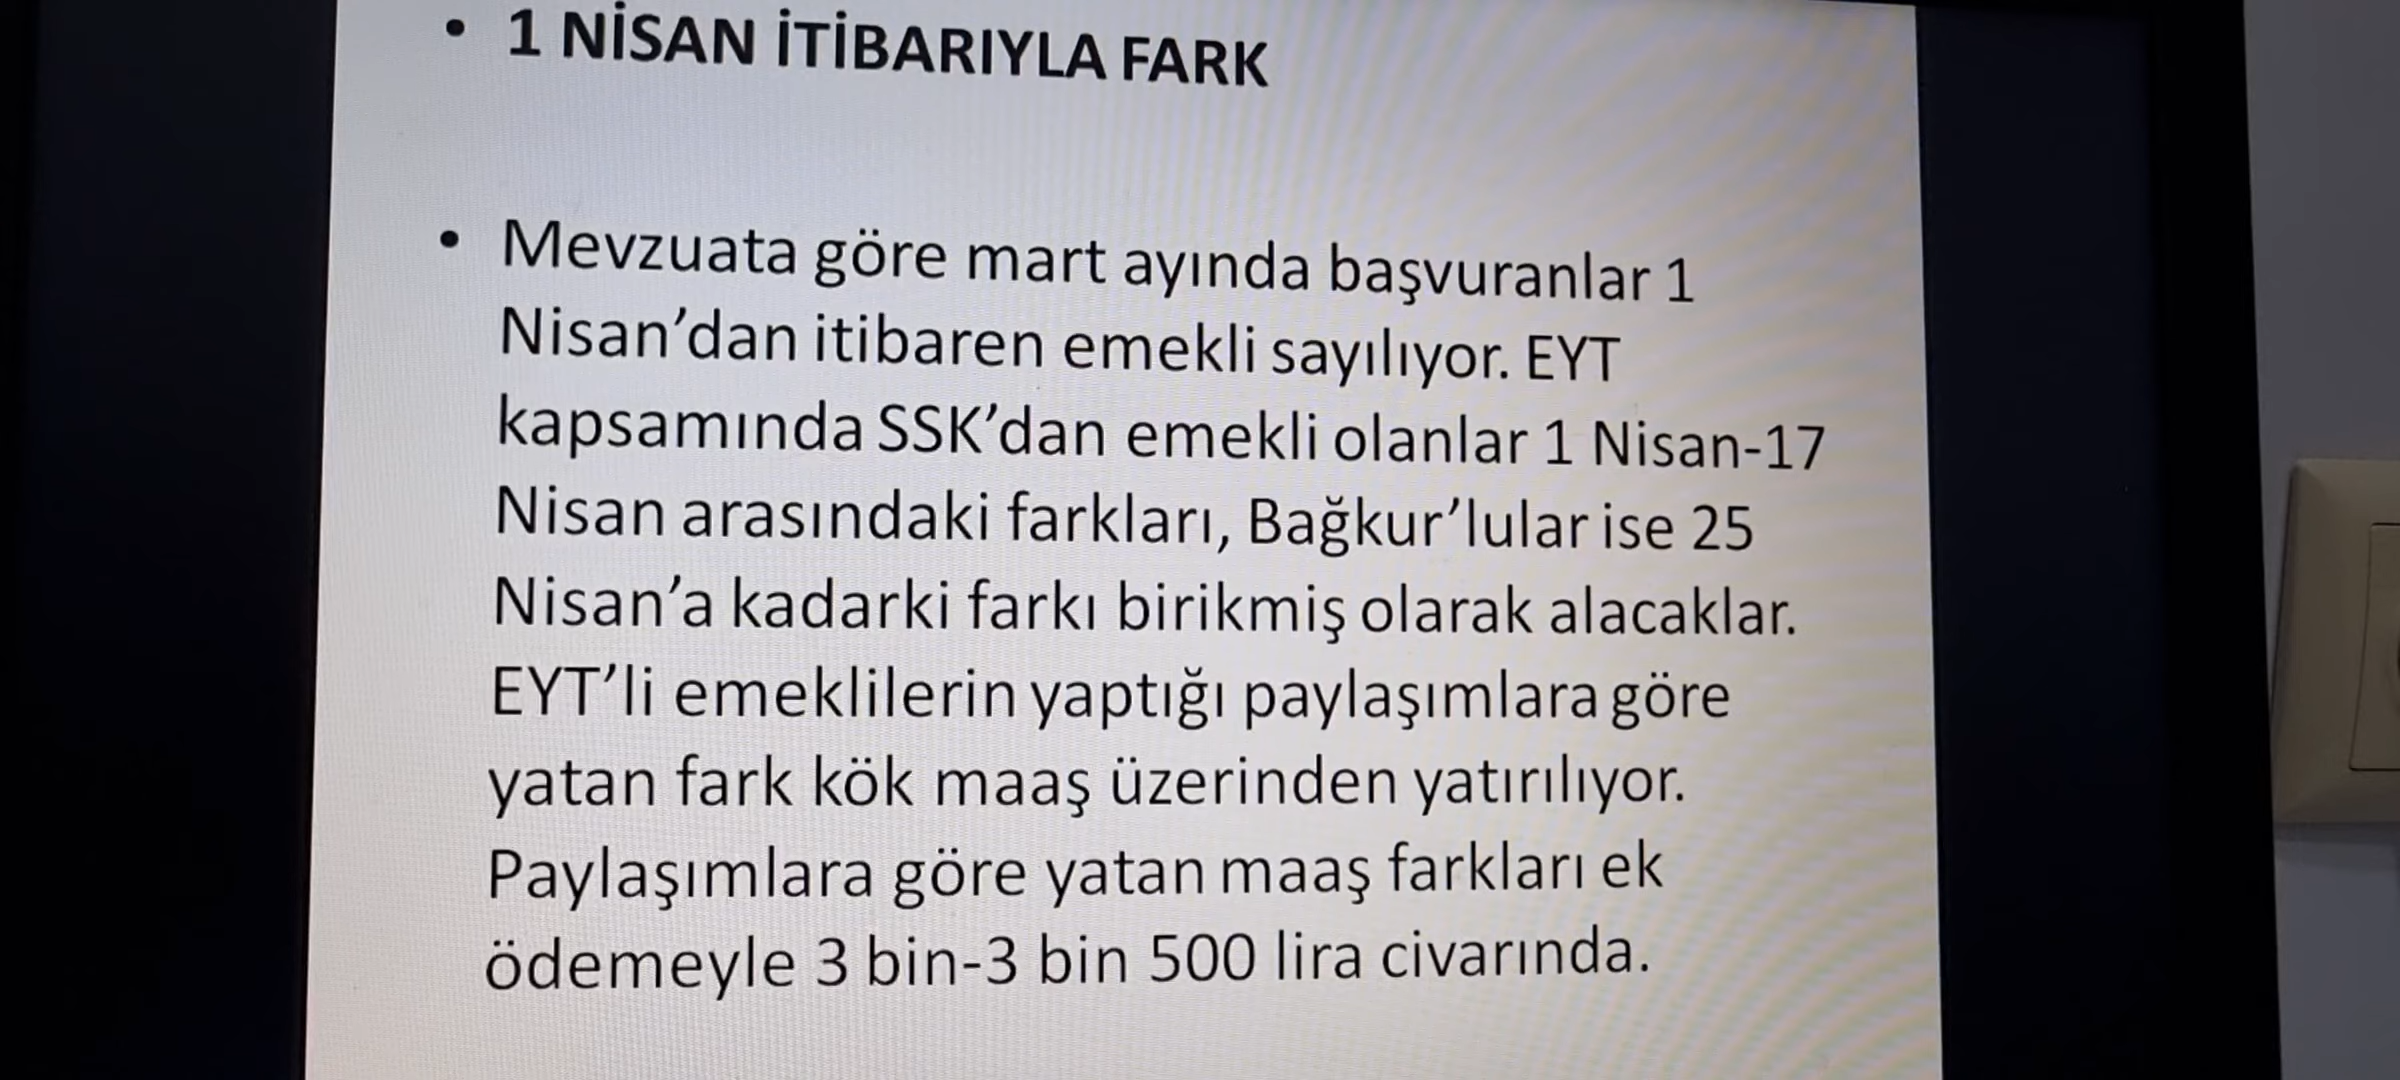 • 1 NİSAN İTİBARIYLA FARK
• Mevzuata göre mart ayında başvuranlar 1
Nisan’dan itibaren emekli sayılıyor. EYT
kapsamında SSK’dan emekli olanlar 1 Nisan-17
Nisan arasındaki farkları, Bağkur’lular ise 25
Nisan’a kadarki farkı birikmiş olarak alacaklar.
EYT’li emeklilerin yaptığı paylaşımlara göre
yatan fark kök maaş üzerinden yatırılıyor.
Paylaşımlara göre yatan maaş farkları ek
ödemeyle 3 bin-3 bin 500 lira civarında.